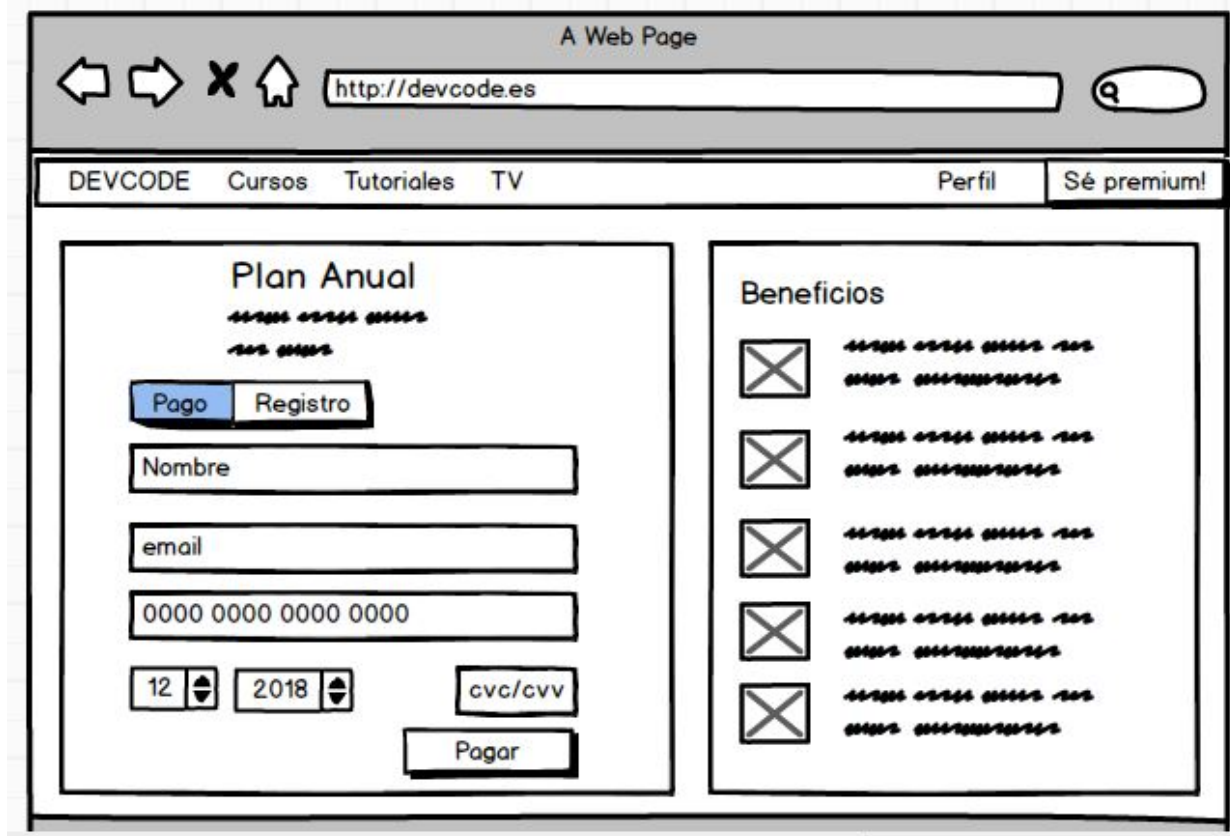 A Web Page
http://devcode.es
DEVCODE Cursos Tutoriales TV Perfil Sé premium!
Plan Anual
Pago Registro
Nombre
email
0000 0000 0000 0000
12 2018 cvc/cvv
Pagar
Beneficios